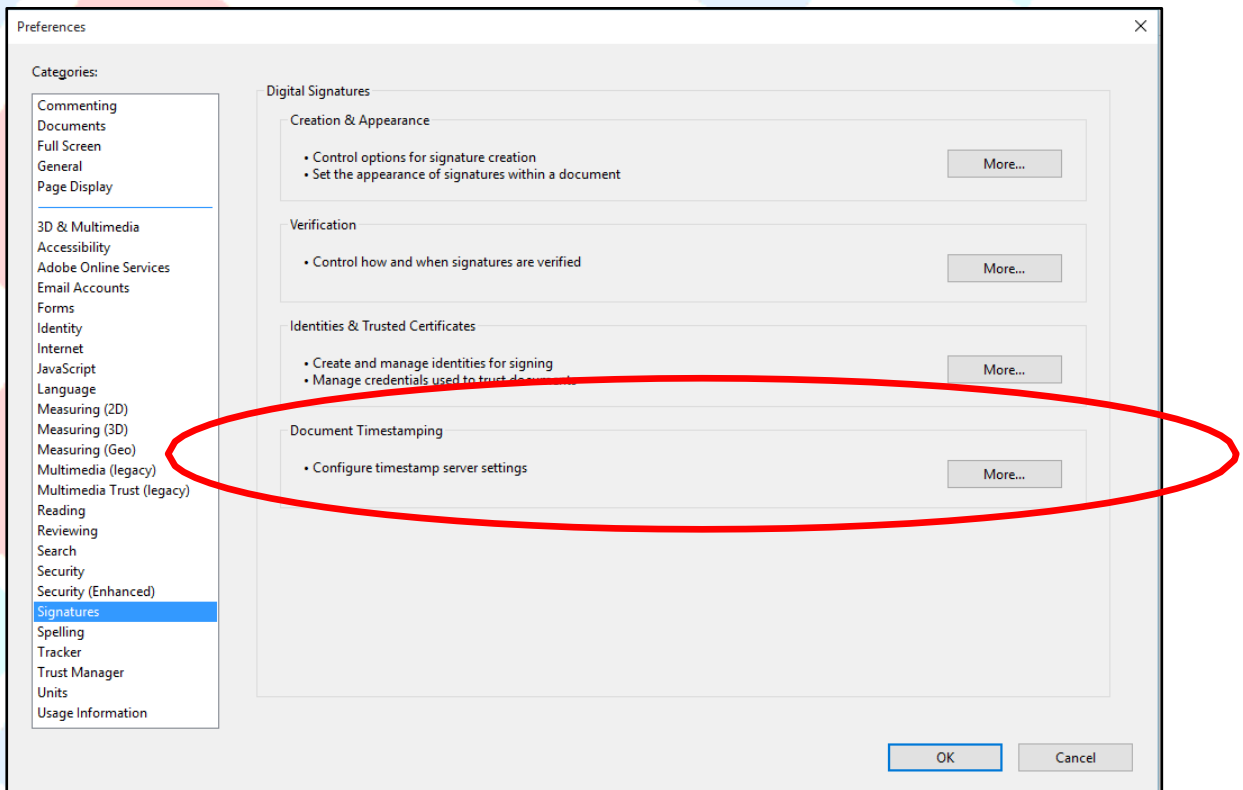 Preferences
Categories:
Commenting
Documents
Full Screen
General
Page Display
3D & Multimedia
Accessibility
Adobe Online Services
Email Accounts
Forms
Identity
Internet
JavaScript
Language
Measuring (2D)
Measuring (3D)
Measuring (Geo)
Multimedia (legacy)
Multimedia Trust (legacy)
Reading
Reviewing
Search
Security
Security (Enhanced)
Signatures
Spelling
Tracker
Trust Manager
Units
Usage Information
Digital Signatures
Creation & Appearance
• Control options for signature creation
• Set the appearance of signatures within a document
More...
Verification
• Control how and when signatures are verified
More...
Identities & Trusted Certificates
• Create and manage identities for signing
• Manage credentials used to trust documents
More...
Document Timestamping
• Configure timestamp server settings
More...
OK
Cancel